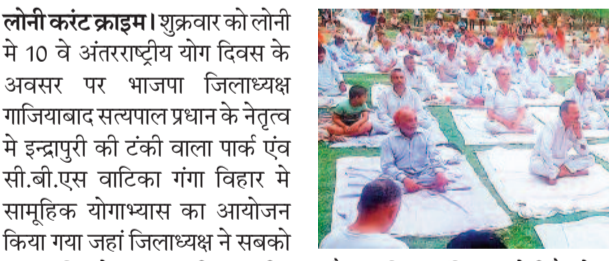 लोनी करंट क्राइम। शुक्रवार को लोनी
मे 10 वे अंतरराष्ट्रीय योग दिवस के
अवसर पर भाजपा जिलाध्यक्ष
गाजियाबाद सत्यपाल प्रधान के नेतृत्व
मे इन्द्रापुरी की टंकी वाला पार्क एंव
सी.बी.एस वाटिका गंगा विहार मे
सामूहिक योगाभ्यास का आयोजन
किया गया जहां जिलाध्यक्ष ने सबको